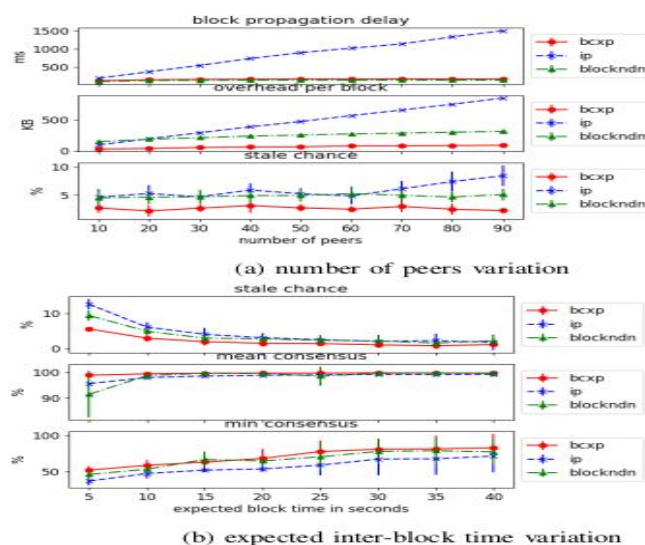 block propagation delay
1500
1000
500
ms
bcxp
ip
blockndn
overhead per block
500
0
KB
bcxp
ip
blockndn
stale chance
10
5
%
bcxp
ip
blockndn
10 20 30 40 50 60 70 80 90
number of peers
(a) number of peers variation
stale chance
10
0
%
bcxp
ip
blockndn
mean consensus
100
90
%
bcxp
ip
blockndn
min consensus
100
50
%
bcxp
ip
blockndn
5 10 15 20 25 30 35 40
expected block time in seconds
(b) expected inter-block time variation